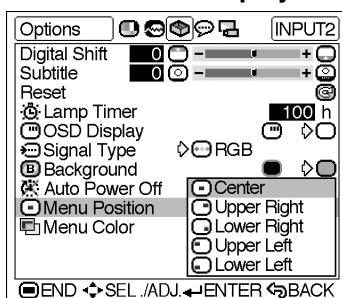 Options INPUT2
Digital Shift 0 - +
Subtitle 0 - +
Reset
Lamp Timer 100 h
OSD Display
Signal Type RGB
B Background
Auto Power Off
Center
Menu Position
Upper Right
Menu Color
Lower Right
Upper Left
Lower Left
END SEL./ADJ. ENTER BACK